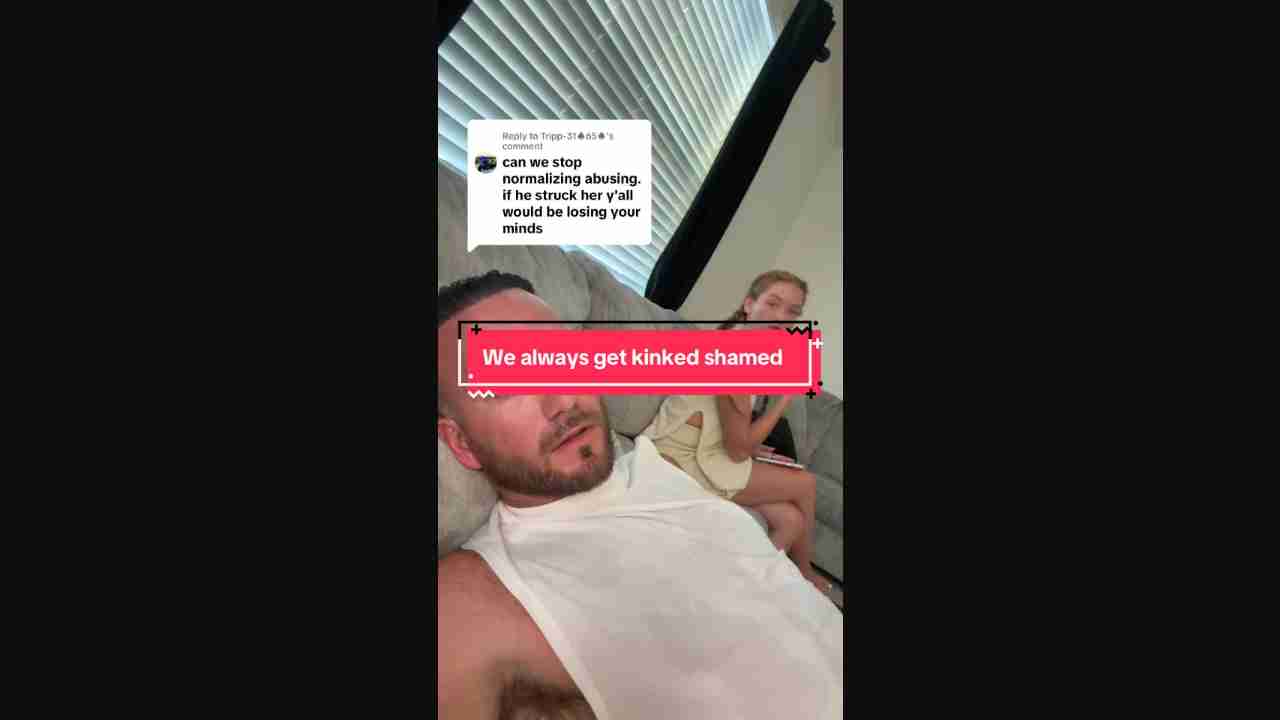 Reply to Tripp-31♠65♠'s
comment
can we stop
normalizing abusing.
if he struck her y'all
would be losing your
minds
We always get kinked shamed